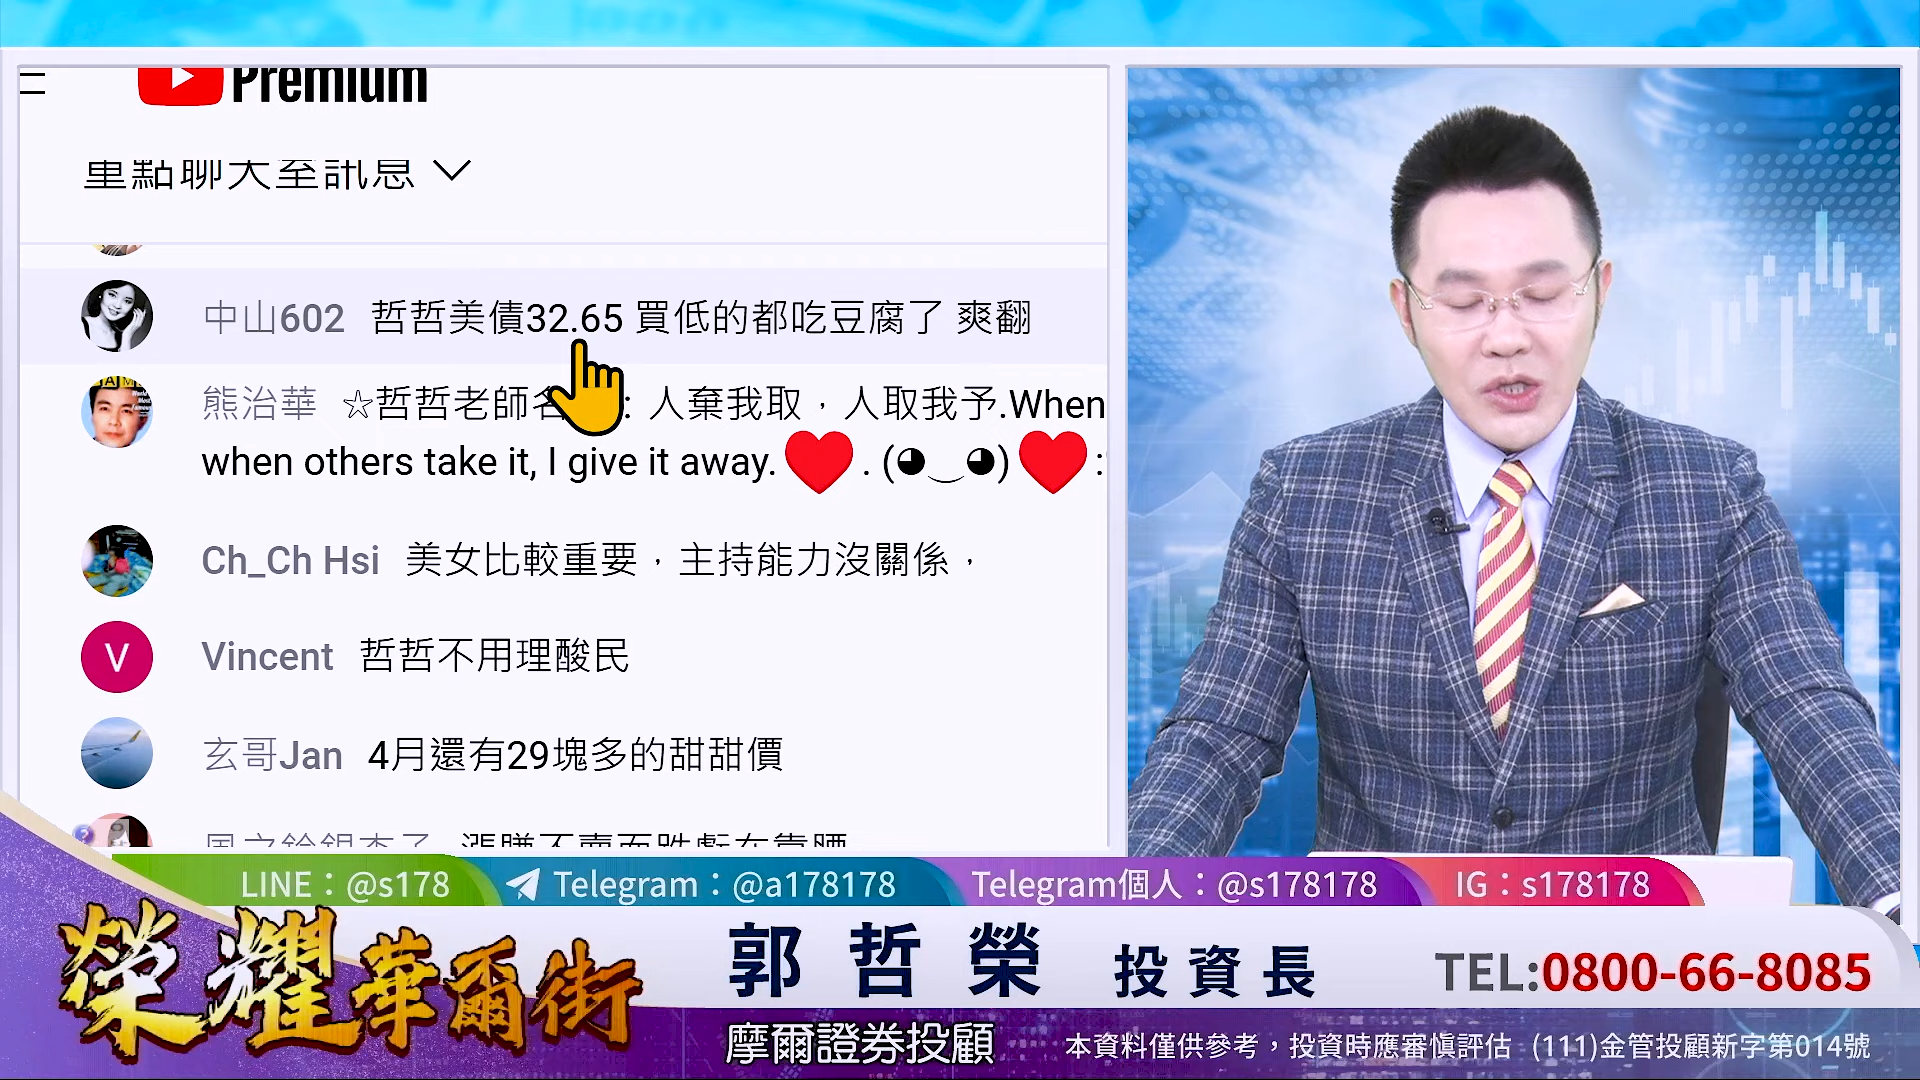 Premium
重點聊天室訊息
中山602 哲哲美債32.65 買低的都吃豆腐了 爽翻
熊治華 ☆哲哲老師名 : 人棄我取，人取我予.When
when others take it, I give it away.❤. (◕‿◕)❤:
Ch_Ch Hsi 美女比較重要，主持能力沒關係，
V
Vincent 哲哲不用理酸民
玄哥Jan 4月還有29塊多的甜甜價
LINE：@s178
Telegram：@a178178
Telegram個人：@s178178
IG：s178178
榮耀華爾街
郭哲榮 投資長
TEL:0800-66-8085
摩爾證券投顧
本資料僅供參考，投資時應審慎評估 (111)金管投顧新字第014號